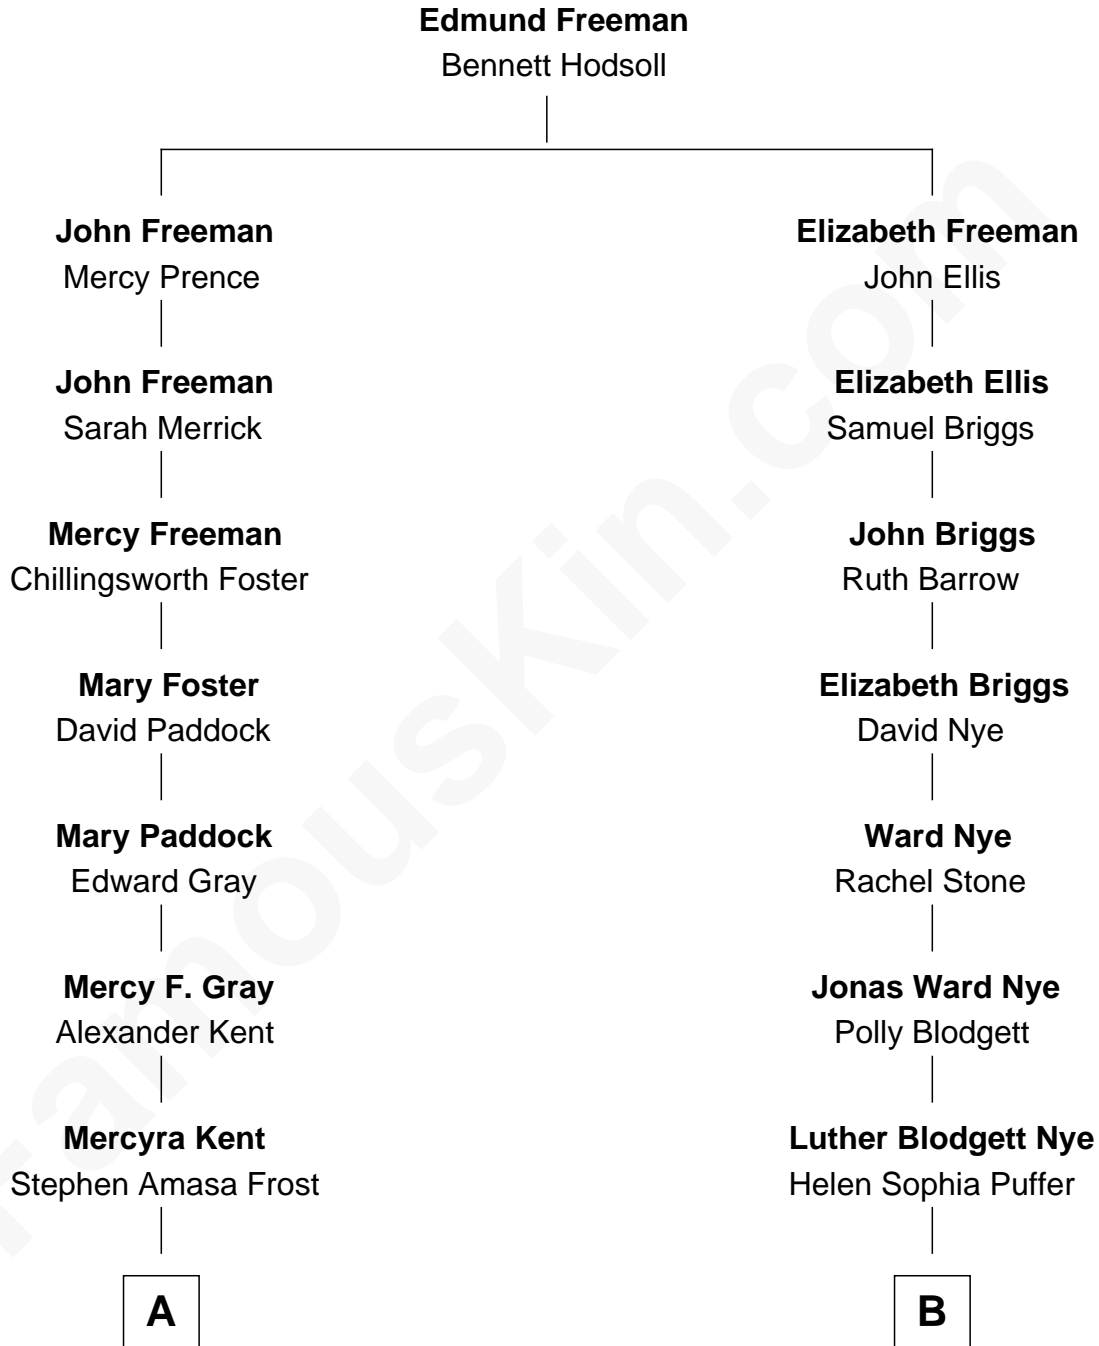 Edmund Freeman
Bennett Hodsoll
John Freeman
Mercy Prence
Elizabeth Freeman
John Ellis
John Freeman
Sarah Merrick
Elizabeth Ellis
Samuel Briggs
Mercy Freeman
Chillingsworth Foster
John Briggs
Ruth Barrow
Mary Foster
David Paddock
Elizabeth Briggs
David Nye
Mary Paddock
Edward Gray
Ward Nye
Rachel Stone
Mercy F. Gray
Alexander Kent
Jonas Ward Nye
Polly Blodgett
Mercyra Kent
Stephen Amasa Frost
Luther Blodgett Nye
Helen Sophia Puffer
A
B
FamousKin.com